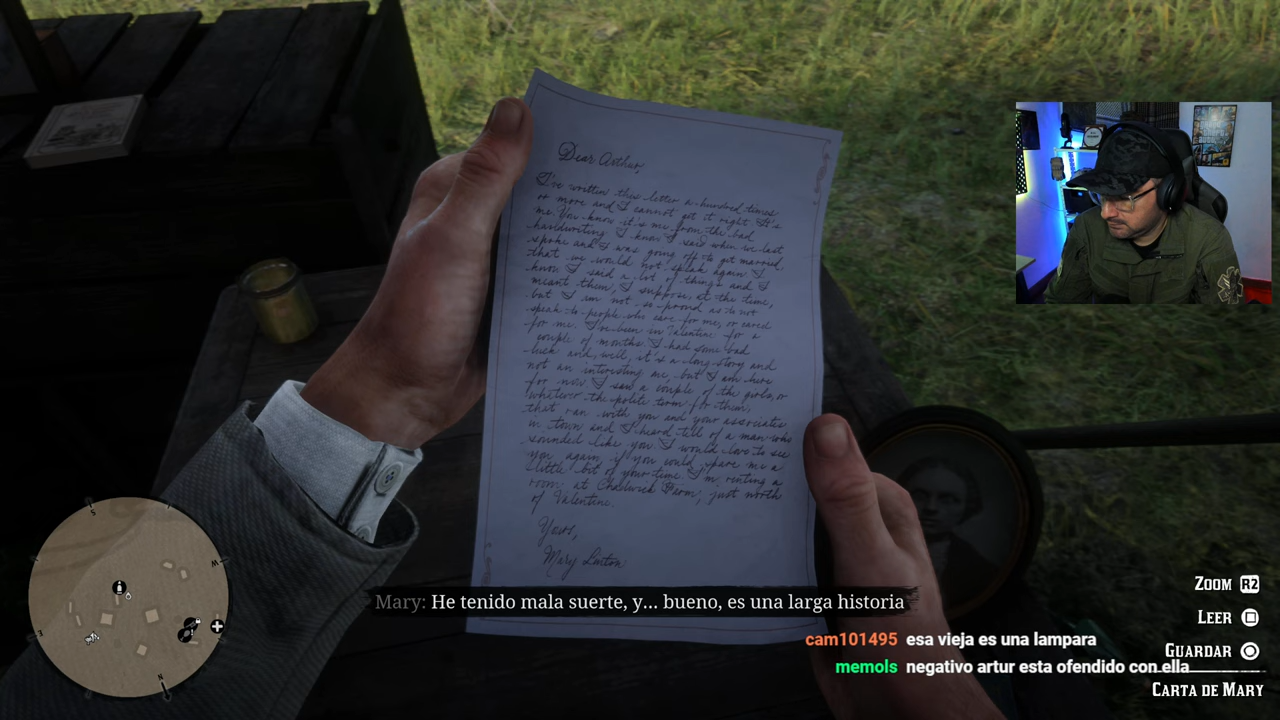 Dear Arthur,
I've written this letter a hundred times
or more and I cannot get it right. It's
me. You know it's me from the bad
handwriting. I know I said when we last
spoke and I was going off to get married,
that we would not speak again I
know I said a lot of things and I
meant them, I suppose, at the time,
but I am not so proud as to not
speak to people who care for me, or cared
for me. I've been in Valentine for a
couple of months I had some bad
luck and, well, it's a long story and
not an interesting one, but I am here
for now I saw a couple of the girls, or
whatever the polite term for them,
that ran with you and your associates
in town and I heard tell of a man who
sounded like you I would love to see
you again, if you could spare me a
little bit of your time. I'm renting a
room at Chadwick Farm, just north
of Valentine.
Yours,
Mary Linton
Mary: He tenido mala suerte, y... bueno, es una larga historia
cam101495 esa vieja es una lampara
memols negativo artur esta ofendido con ella
ZOOM R2
LEER
GUARDAR
CARTA DE MARY
S
W
N
E